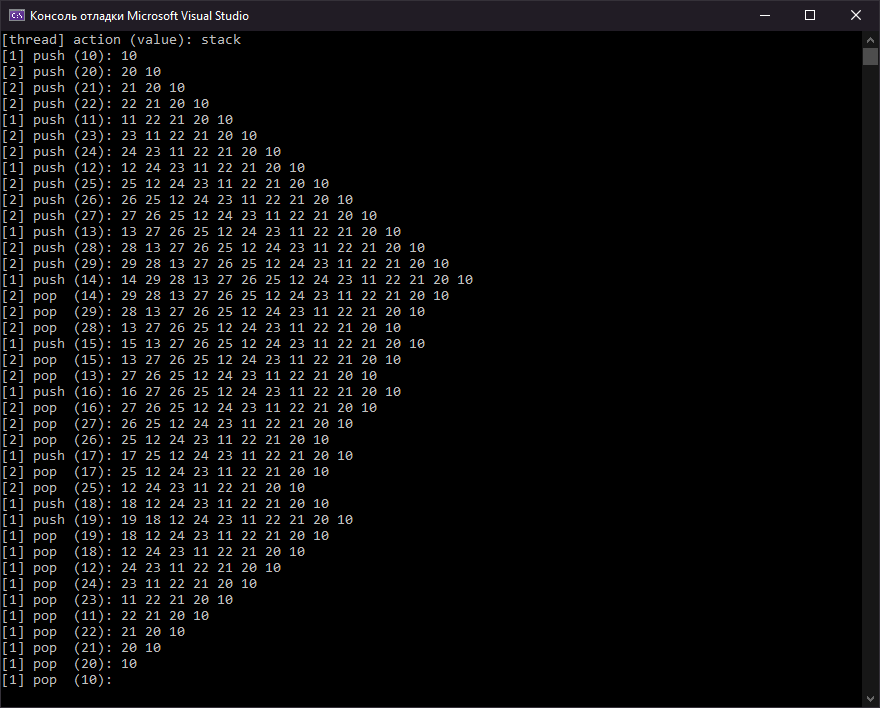 Консоль отладки Microsoft Visual Studio
[thread] action (value): stack
[1] push (10): 10
[2] push (20): 20 10
[2] push (21): 21 20 10
[2] push (22): 22 21 20 10
[1] push (11): 11 22 21 20 10
[2] push (23): 23 11 22 21 20 10
[2] push (24): 24 23 11 22 21 20 10
[1] push (12): 12 24 23 11 22 21 20 10
[2] push (25): 25 12 24 23 11 22 21 20 10
[2] push (26): 26 25 12 24 23 11 22 21 20 10
[2] push (27): 27 26 25 12 24 23 11 22 21 20 10
[1] push (13): 13 27 26 25 12 24 23 11 22 21 20 10
[2] push (28): 28 13 27 26 25 12 24 23 11 22 21 20 10
[2] push (29): 29 28 13 27 26 25 12 24 23 11 22 21 20 10
[1] push (14): 14 29 28 13 27 26 25 12 24 23 11 22 21 20 10
[2] pop  (14): 29 28 13 27 26 25 12 24 23 11 22 21 20 10
[2] pop  (29): 28 13 27 26 25 12 24 23 11 22 21 20 10
[2] pop  (28): 13 27 26 25 12 24 23 11 22 21 20 10
[1] push (15): 15 13 27 26 25 12 24 23 11 22 21 20 10
[2] pop  (15): 13 27 26 25 12 24 23 11 22 21 20 10
[2] pop  (13): 27 26 25 12 24 23 11 22 21 20 10
[1] push (16): 16 27 26 25 12 24 23 11 22 21 20 10
[2] pop  (16): 27 26 25 12 24 23 11 22 21 20 10
[2] pop  (27): 26 25 12 24 23 11 22 21 20 10
[2] pop  (26): 25 12 24 23 11 22 21 20 10
[1] push (17): 17 25 12 24 23 11 22 21 20 10
[2] pop  (17): 25 12 24 23 11 22 21 20 10
[2] pop  (25): 12 24 23 11 22 21 20 10
[1] push (18): 18 12 24 23 11 22 21 20 10
[1] push (19): 19 18 12 24 23 11 22 21 20 10
[1] pop  (19): 18 12 24 23 11 22 21 20 10
[1] pop  (18): 12 24 23 11 22 21 20 10
[1] pop  (12): 24 23 11 22 21 20 10
[1] pop  (24): 23 11 22 21 20 10
[1] pop  (23): 11 22 21 20 10
[1] pop  (11): 22 21 20 10
[1] pop  (22): 21 20 10
[1] pop  (21): 20 10
[1] pop  (20): 10
[1] pop  (10):